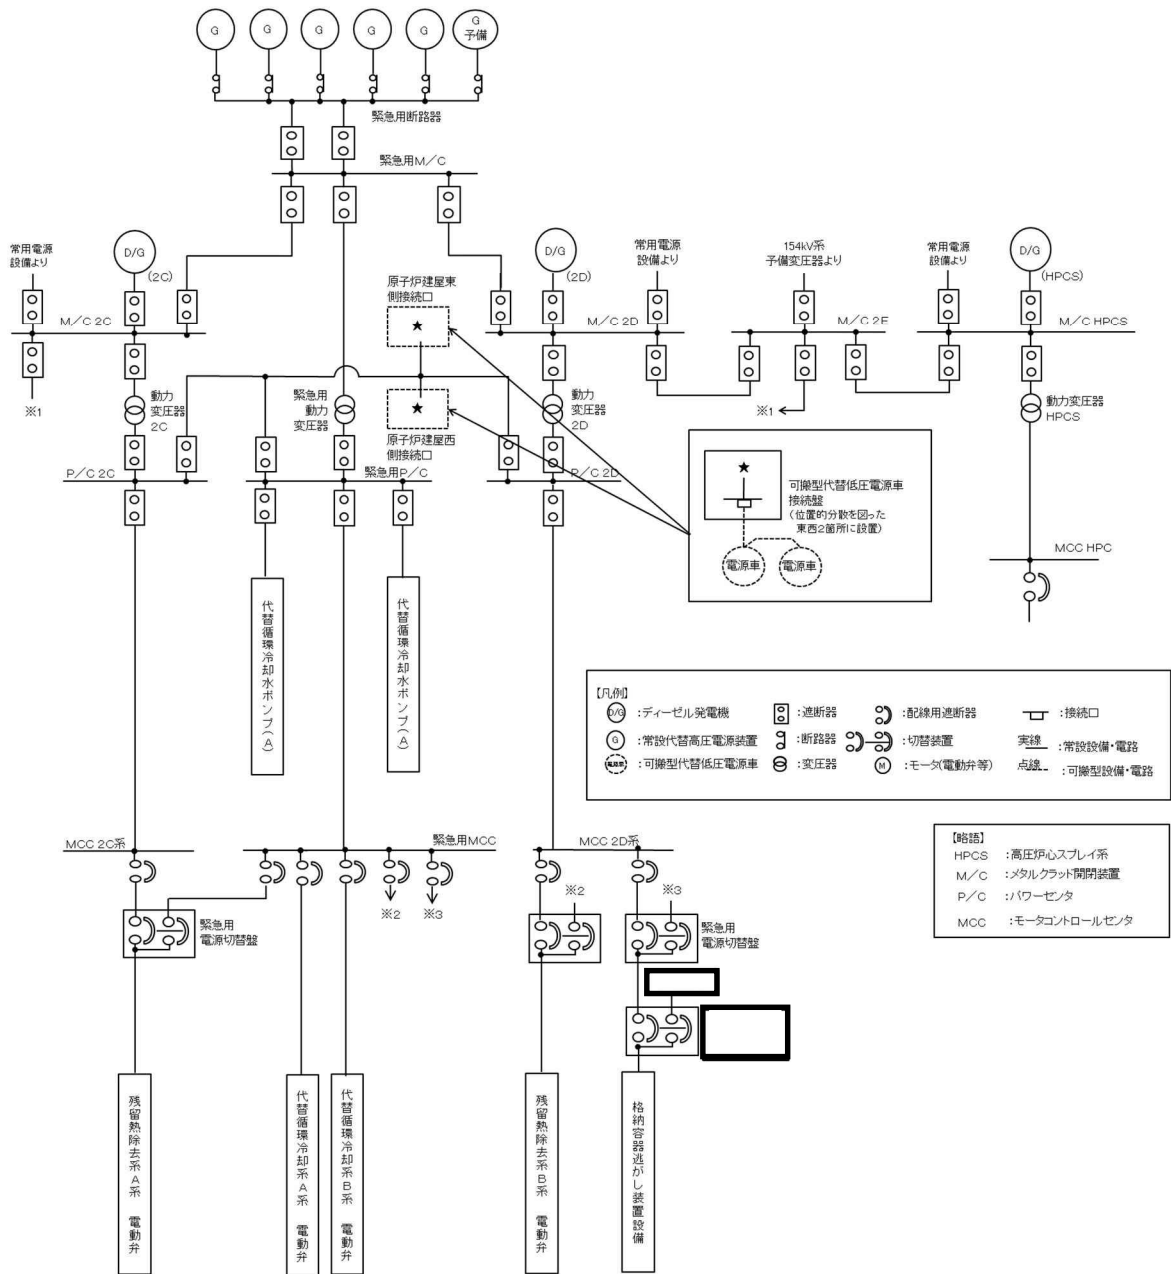 G
G
G
G
G
G
予備
緊急用断路器
緊急用M/C
常用電源
設備より
D/G
(2C)
原子炉建屋東
側接続口
★
D/G
(2D)
常用電源
設備より
154kV系
予備変圧器より
常用電源
設備より
D/G
(HPCS)
M/C 2C
M/C 2D
M/C 2E
M/C HPCS
※1
動力
変圧器
2C
緊急用
動力
変圧器
★
原子炉建屋西
側接続口
動力
変圧器
2D
※1
動力変圧器
HPCS
P/C 2C
緊急用P/C
P/C 2D
★
可搬型代替低圧電源車
接続盤
(位置的分散を図った
東西2箇所に設置)
電源車
電源車
MCC HPC
代替循環冷却水ポンプ(A)
代替循環冷却水ポンプ(A)
【凡例】
D/G
:ディーゼル発電機
:遮断器
:配線用遮断器
:接続口
G
:常設代替高圧電源装置
:断路器
:切替装置
実線
:常設設備・電路
電源車
:可搬型代替低圧電源車
:変圧器
M
:モータ(電動弁等)
点線
:可搬型設備・電路
【略語】
HPCS :高圧炉心スプレイ系
M/C :メタルクラッド開閉装置
P/C :パワーセンタ
MCC :モータコントロールセンタ
MCC 2C系
緊急用MCC
MCC 2D系
※2
※3
※2
※3
緊急用
電源切替盤
緊急用
電源切替盤
残留熱除去系A系 電動弁
代替循環冷却系A系 電動弁
代替循環冷却系B系 電動弁
残留熱除去系B系 電動弁
格納容器逃がし装置設備